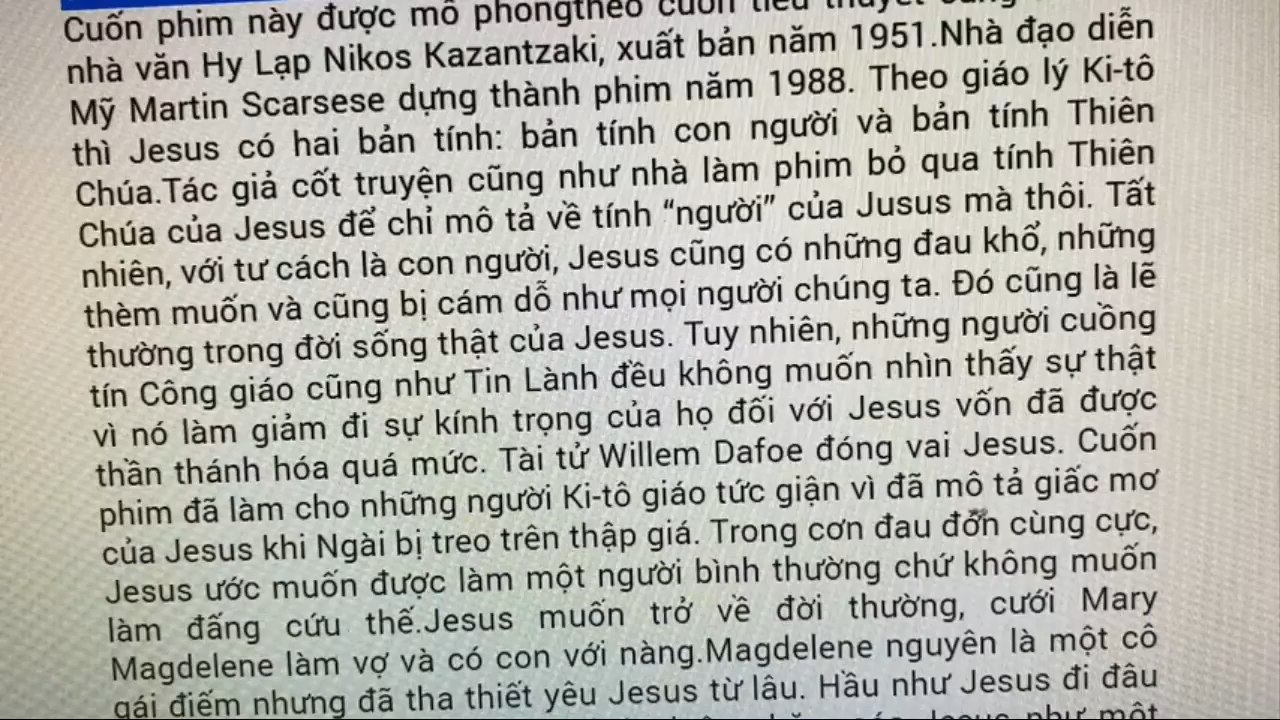 Cuốn phim này được mô phỏngtheo cuốn tiểu thuyết
nhà văn Hy Lạp Nikos Kazantzaki, xuất bản năm 1951.Nhà đạo diễn
Mỹ Martin Scarsese dựng thành phim năm 1988. Theo giáo lý Ki-tô
thì Jesus có hai bản tính: bản tính con người và bản tính Thiên
Chúa.Tác giả cốt truyện cũng như nhà làm phim bỏ qua tính Thiên
Chúa của Jesus để chỉ mô tả về tính “người” của Jusus mà thôi. Tất
nhiên, với tư cách là con người, Jesus cũng có những đau khổ, những
thèm muốn và cũng bị cám dỗ như mọi người chúng ta. Đó cũng là lẽ
thường trong đời sống thật của Jesus. Tuy nhiên, những người cuồng
tín Công giáo cũng như Tin Lành đều không muốn nhìn thấy sự thật
vì nó làm giảm đi sự kính trọng của họ đối với Jesus vốn đã được
thần thánh hóa quá mức. Tài tử Willem Dafoe đóng vai Jesus. Cuốn
phim đã làm cho những người Ki-tô giáo tức giận vì đã mô tả giấc mơ
của Jesus khi Ngài bị treo trên thập giá. Trong cơn đau đớn cùng cực,
Jesus ước muốn được làm một người bình thường chứ không muốn
làm đấng cứu thế.Jesus muốn trở về đời thường, cưới Mary
Magdelene làm vợ và có con với nàng.Magdelene nguyên là một cô
gái điếm nhưng đã tha thiết yêu Jesus từ lâu. Hầu như Jesus đi đâu
Jesus như một